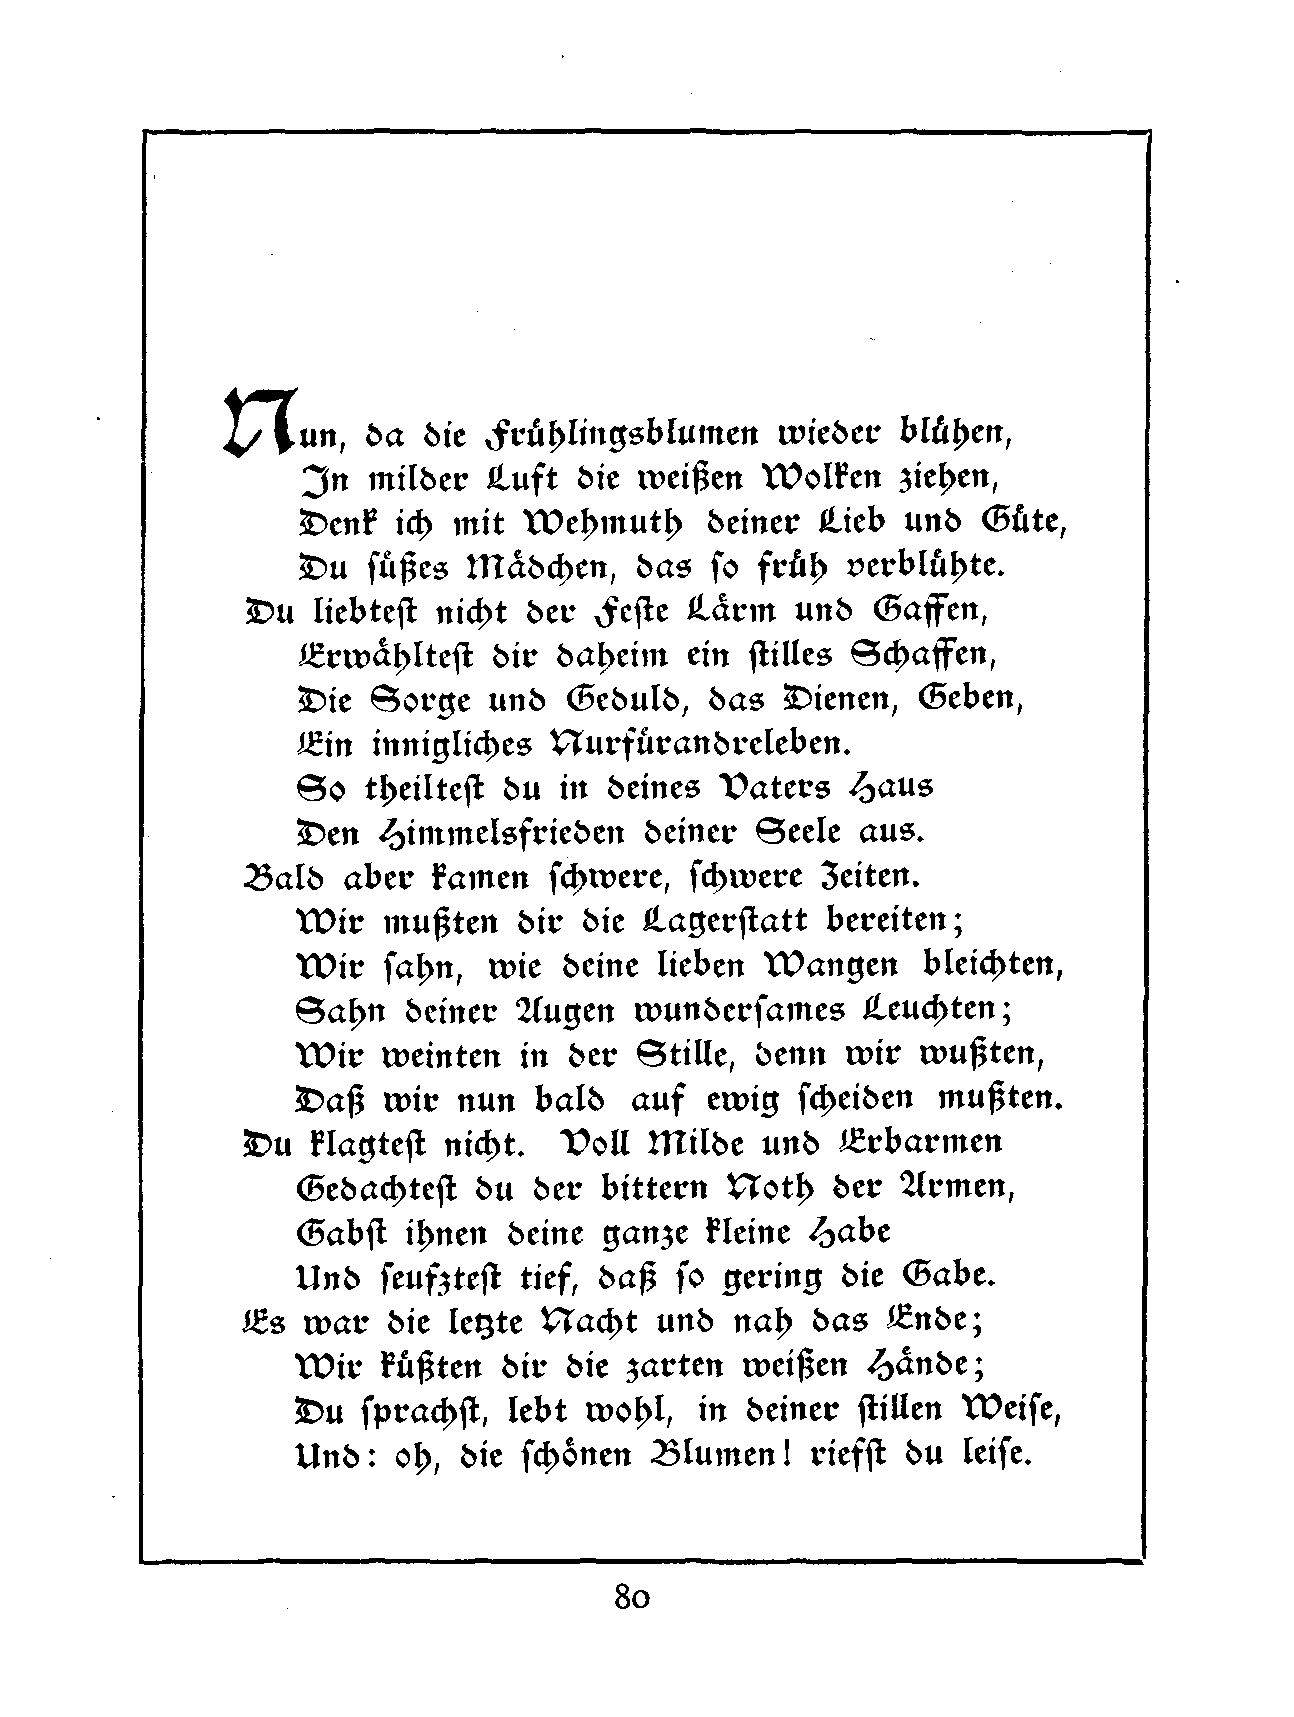 Nun, da die Frühlingsblumen wieder blühen,
In milder Luft die weißen Wolken ziehen,
Denk ich mit Wehmuth deiner Lieb und Güte,
Du süßes Mädchen, das so früh verblühte.
Du liebtest nicht der Feste Lärm und Gaffen,
Erwähltest dir daheim ein stilles Schaffen,
Die Sorge und Geduld, das Dienen, Geben,
Ein innigliches Nurfürandreleben.
So theiltest du in deines Vaters Haus
Den Himmelsfrieden deiner Seele aus.
Bald aber kamen schwere, schwere Zeiten.
Wir mußten dir die Lagerstatt bereiten;
Wir sahn, wie deine lieben Wangen bleichten,
Sahn deiner Augen wundersames Leuchten;
Wir weinten in der Stille, denn wir wußten,
Daß wir nun bald auf ewig scheiden mußten.
Du klagtest nicht. Voll Milde und Erbarmen
Gedachtest du der bittern Noth der Armen,
Gabst ihnen deine ganze kleine Habe
Und seufztest tief, daß so gering die Gabe.
Es war die letzte Nacht und nah das Ende;
Wir küßten dir die zarten weißen Hände;
Du sprachst, lebt wohl, in deiner stillen Weise,
Und: oh, die schönen Blumen! riefst du leise.
80